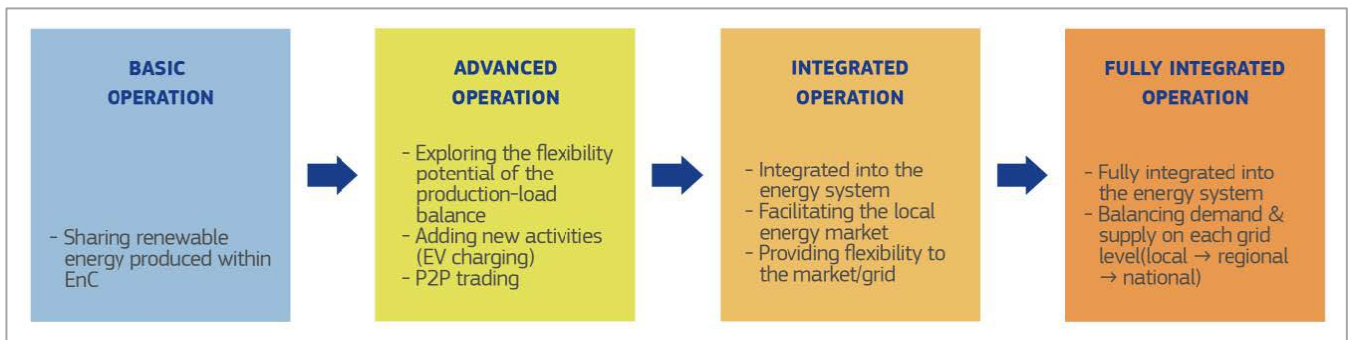 BASIC
OPERATION
- Sharing renewable
energy produced within
EnC
ADVANCED
OPERATION
- Exploring the flexibility
potential of the
production-load
balance
- Adding new activities
(EV charging)
- P2P trading
INTEGRATED
OPERATION
- Integrated into the
energy system
- Facilitating the local
energy market
- Providing flexibility to
the market/grid
FULLY INTEGRATED
OPERATION
- Fully integrated into
the energy system
- Balancing demand &
supply on each grid
level(local → regional
→ national)